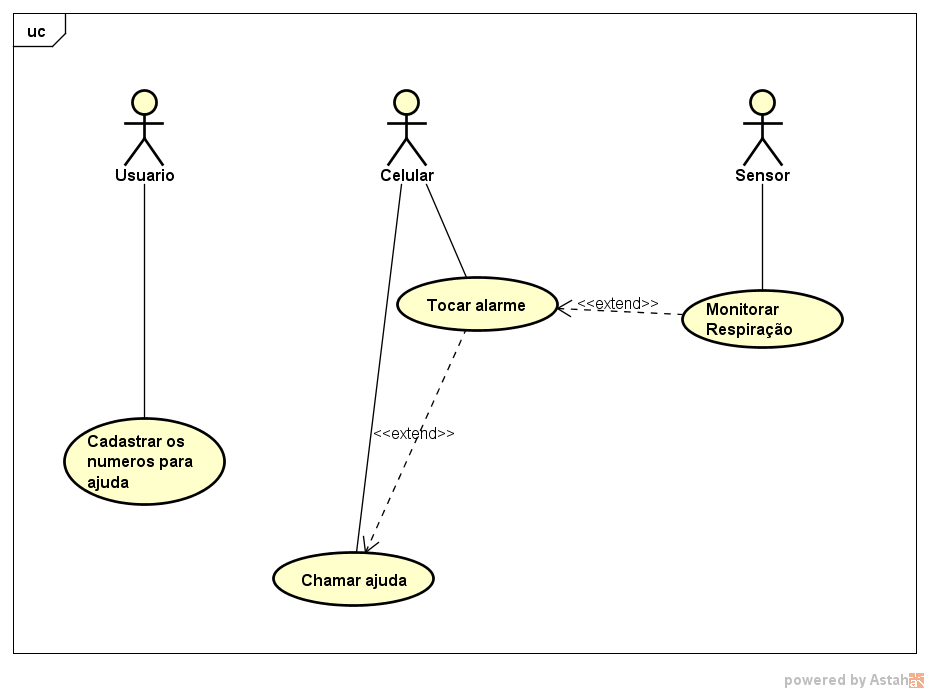 uc
Usuario
Celular
Sensor
Tocar alarme
<<extend>>
Monitorar
Respiração
Cadastrar os
numeros para
ajuda
<<extend>>
Chamar ajuda
powered by Astah